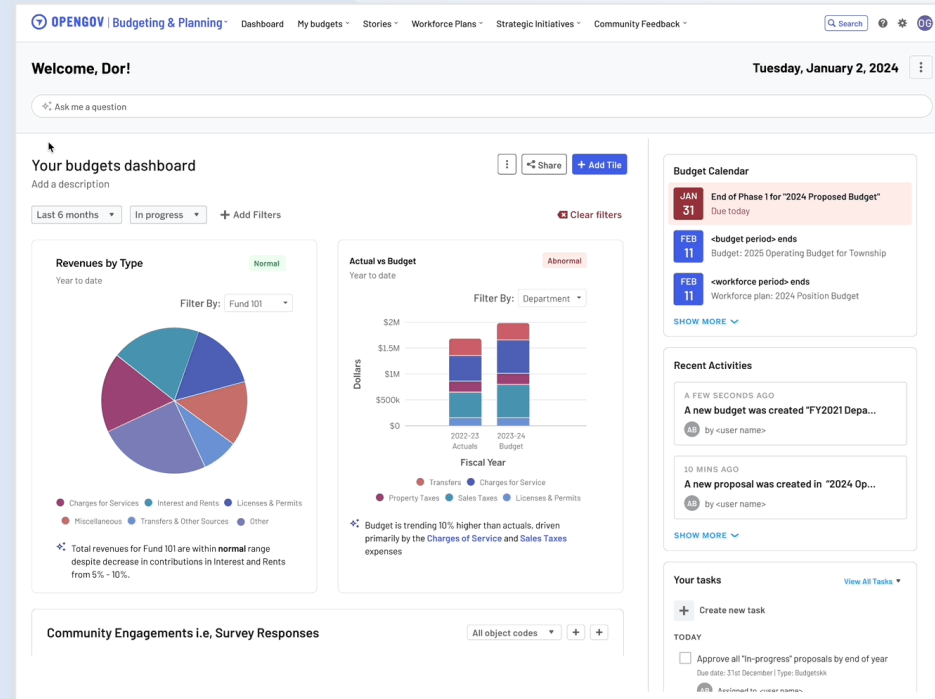 OPENGOV | Budgeting & Planning Dashboard My budgets Stories Workforce Plans Strategic Initiatives Community Feedback Search OG
Welcome, Dor!
Tuesday, January 2, 2024
Ask me a question
Your budgets dashboard
Add a description
Share
+ Add Tile
Last 6 months
In progress
+ Add Filters
Clear filters
Revenues by Type
Normal
Year to date
Filter By: Fund 101
Charges for Services Interest and Rents Licenses & Permits
Miscellaneous Transfers & Other Sources Other
Total revenues for Fund 101 are within normal range
despite decrease in contributions in Interest and Rents
from 5% - 10%.
Actual vs Budget
Abnormal
Year to date
Filter By: Department
$2M
$1.5M
$1M
$500k
$0
Dollars
2022-23
Actuals
2023-24
Budget
Fiscal Year
Transfers Charges for Service
Property Taxes Sales Taxes Licenses & Permits
Budget is trending 10% higher than actuals, driven
primarily by the Charges of Service and Sales Taxes
expenses
Community Engagements i.e, Survey Responses
All object codes
+ +
Budget Calendar
JAN
31
End of Phase 1 for "2024 Proposed Budget"
Due today
FEB
11
<budget period> ends
Budget: 2025 Operating Budget for Township
FEB
11
<workforce period> ends
Workforce plan: 2024 Position Budget
SHOW MORE
Recent Activities
A FEW SECONDS AGO
A new budget was created "FY2021 Depa...
AB by <user name>
10 MINS AGO
A new proposal was created in "2024 Op...
AB by <user name>
SHOW MORE
Your tasks
View All Tasks
+ Create new task
TODAY
Approve all "In-progress" proposals by end of year
Due date: 31st December | Type: Budgetskk
AB Assigned to <user name>